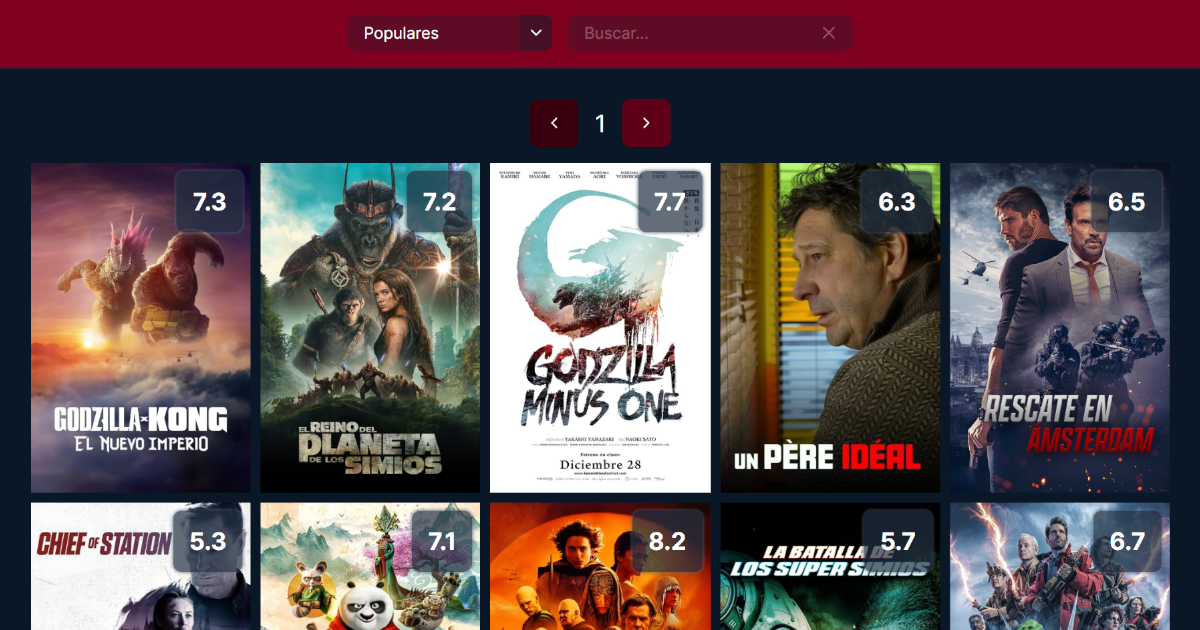 Populares
Buscar...
1
7.3
GODZILLA X KONG
EL NUEVO IMPERIO
7.2
EL REINO DEL
PLANETA
DE LOS SIMIOS
7.7
GODZILLA
MINUS ONE
TAKASHI YAMAZAKI
NAOKI SATO
Estreno en cines:
Diciembre 28
6.3
UN PÈRE IDÉAL
6.5
RESCATE EN
AMSTERDAM
5.3
CHIEF OF STATION
7.1
8.2
5.7
LA BATALLA DE
LOS SUPER SIMIOS
6.7